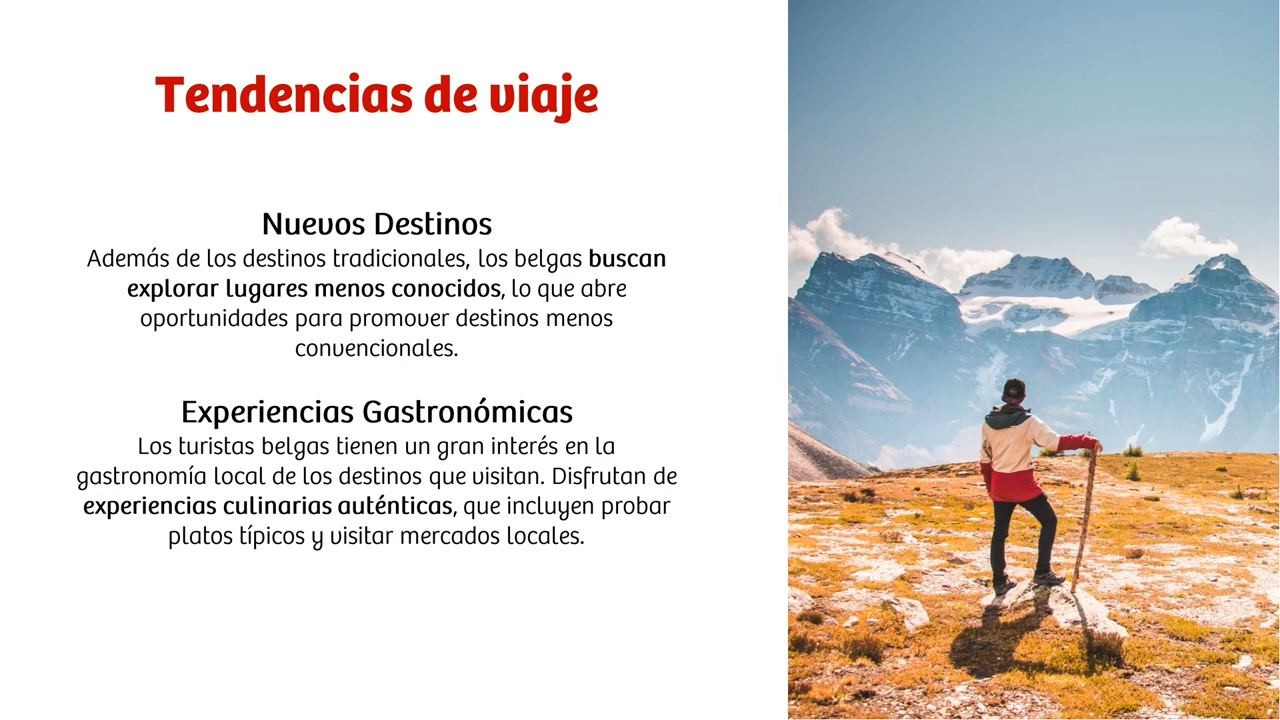 Tendencias de viaje
Nuevos Destinos
Además de los destinos tradicionales, los belgas buscan
explorar lugares menos conocidos, lo que abre
oportunidades para promover destinos menos
convencionales.
Experiencias Gastronómicas
Los turistas belgas tienen un gran interés en la
gastronomía local de los destinos que visitan. Disfrutan de
experiencias culinarias auténticas, que incluyen probar
platos típicos y visitar mercados locales.